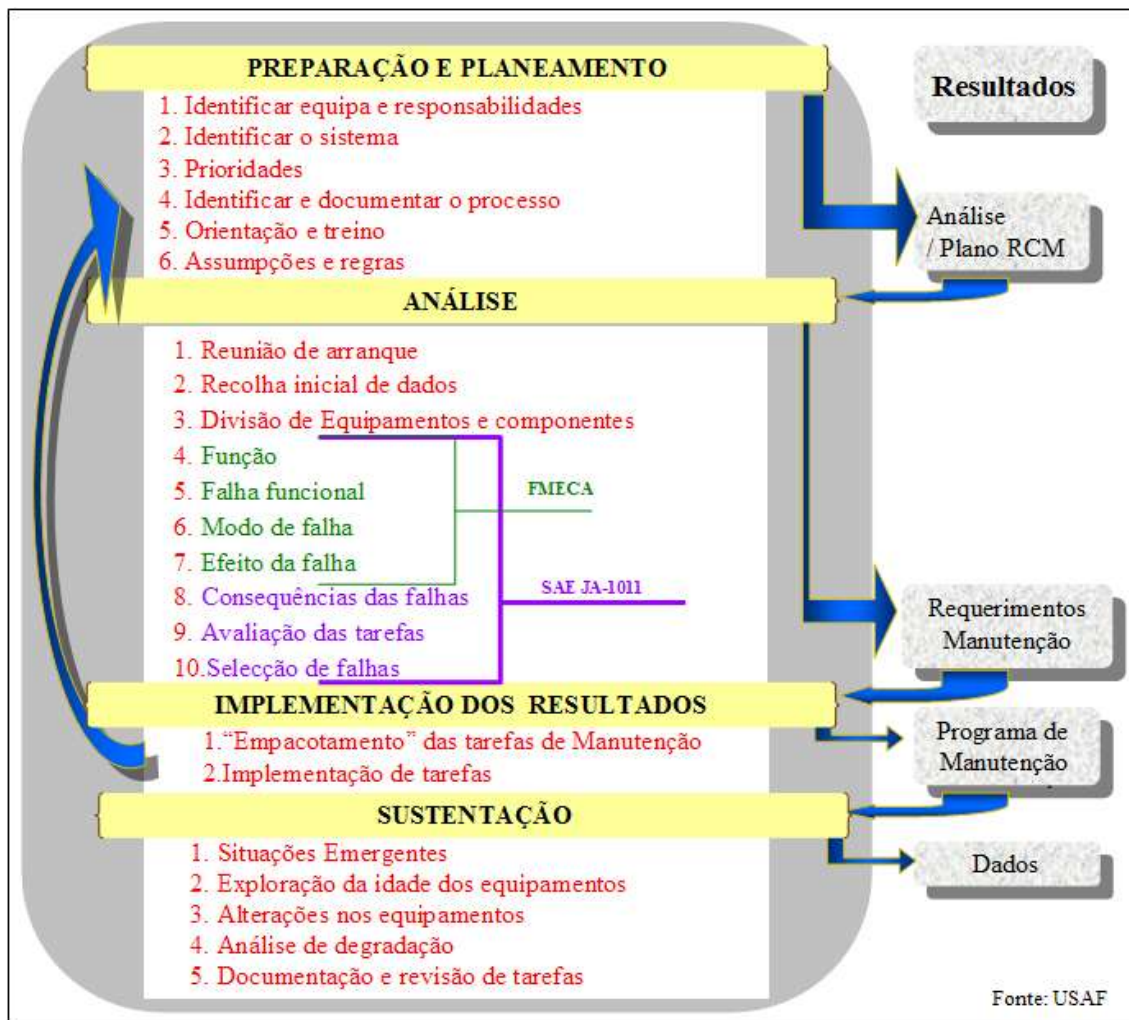 PREPARAÇÃO E PLANEAMENTO
1. Identificar equipa e responsabilidades
2. Identificar o sistema
3. Prioridades
4. Identificar e documentar o processo
5. Orientação e treino
6. Assumpções e regras
Resultados
Análise
/ Plano RCM
ANÁLISE
1. Reunião de arranque
2. Recolha inicial de dados
3. Divisão de Equipamentos e componentes
4. Função
5. Falha funcional
6. Modo de falha
7. Efeito da falha
8. Consequências das falhas
9. Avaliação das tarefas
10.Selecção de falhas
FMECA
SAE JA-1011
Requerimentos
Manutenção
IMPLEMENTAÇÃO DOS RESULTADOS
1.“Empacotamento” das tarefas de Manutenção
2.Implementação de tarefas
Programa de
Manutenção
SUSTENTAÇÃO
1. Situações Emergentes
2. Exploração da idade dos equipamentos
3. Alterações nos equipamentos
4. Análise de degradação
5. Documentação e revisão de tarefas
Dados
Fonte: USAF